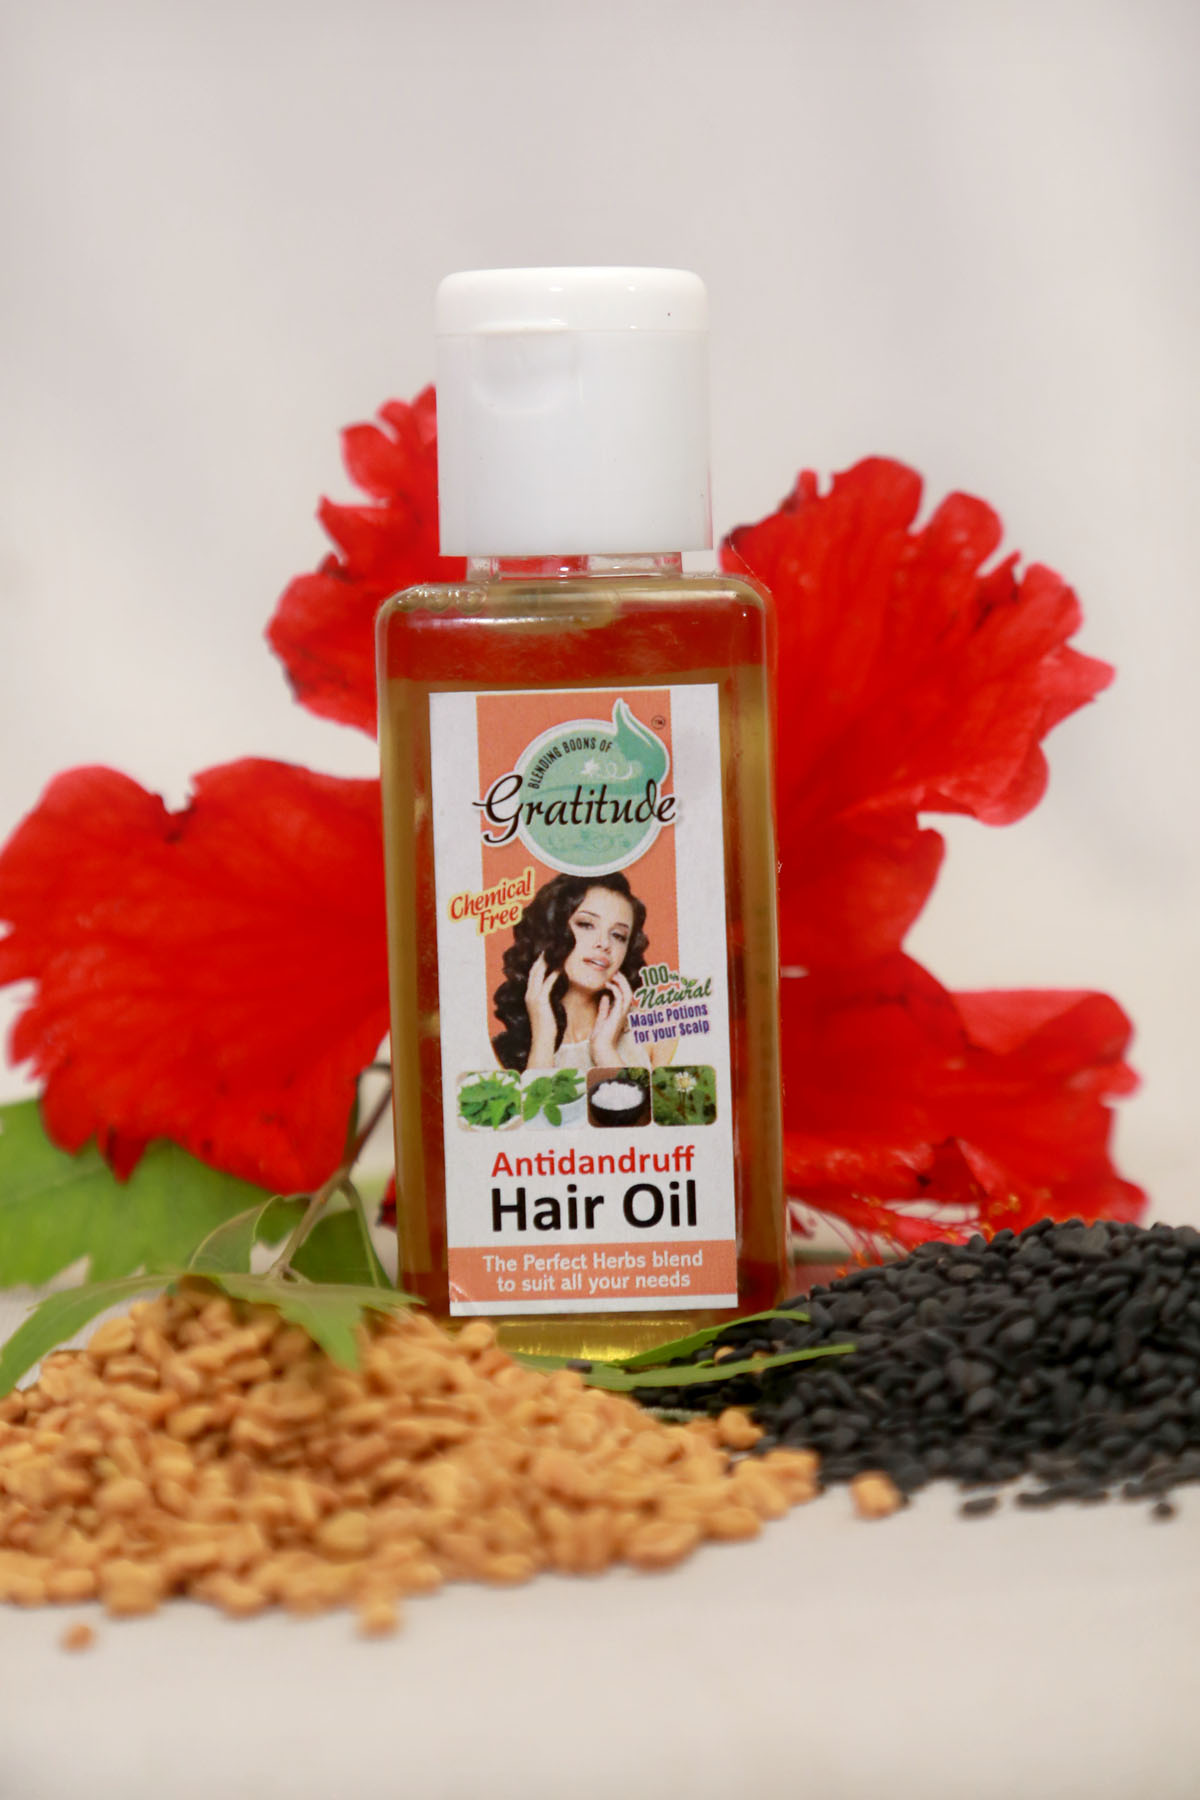 BLENDING BOONS OF
Gratitude
TM
Chemical
Free
100%
Natural
Magic Potions
for your Scalp
Antidandruff
Hair Oil
The Perfect Herbs blend
to suit all your needs